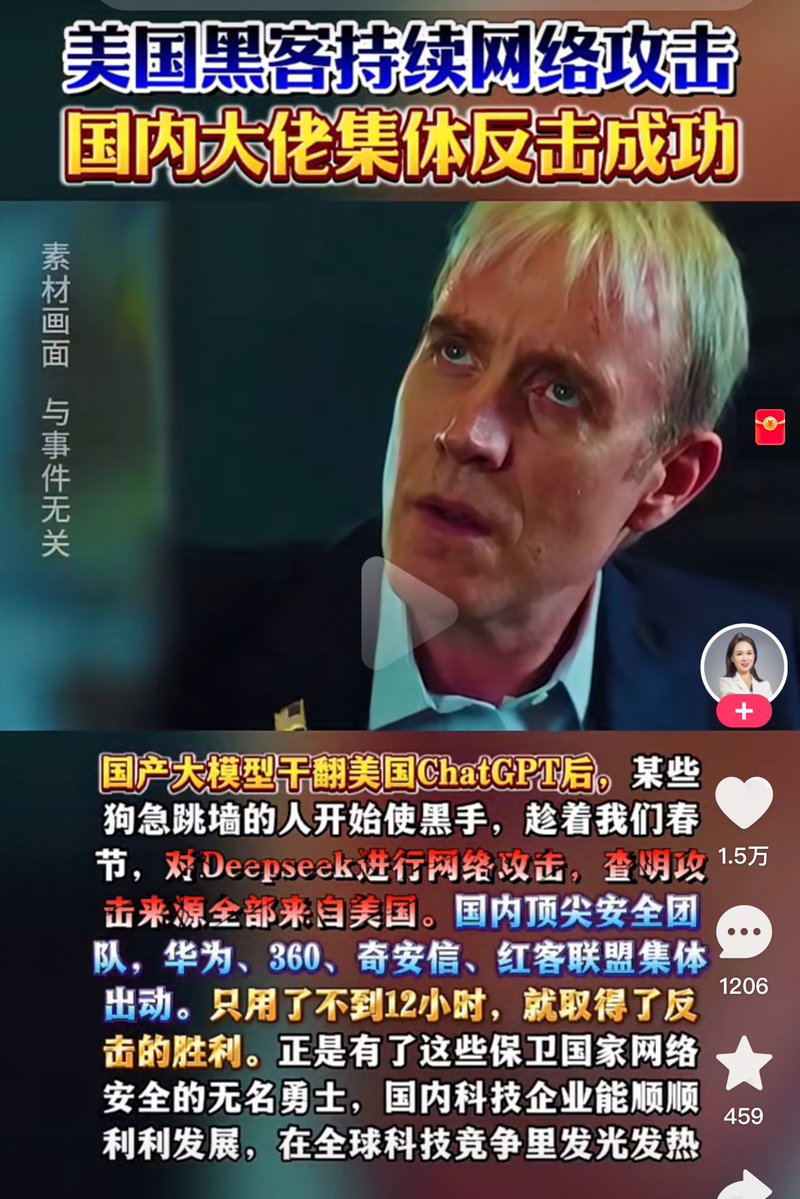 美国黑客持续网络攻击
国内大佬集体反击成功
素材画面 与事件无关
国产大模型干翻美国ChatGPT后，某些
狗急跳墙的人开始使黑手，趁着我们春
节，对Deepseek进行网络攻击，查明攻
击来源全部来自美国。国内顶尖安全团
队，华为、360、奇安信、红客联盟集体
出动。只用了不到12小时，就取得了反
击的胜利。正是有了这些保卫国家网络
安全的无名勇士，国内科技企业能顺顺
利利发展，在全球科技竞争里发光发热
1.5万
1206
459